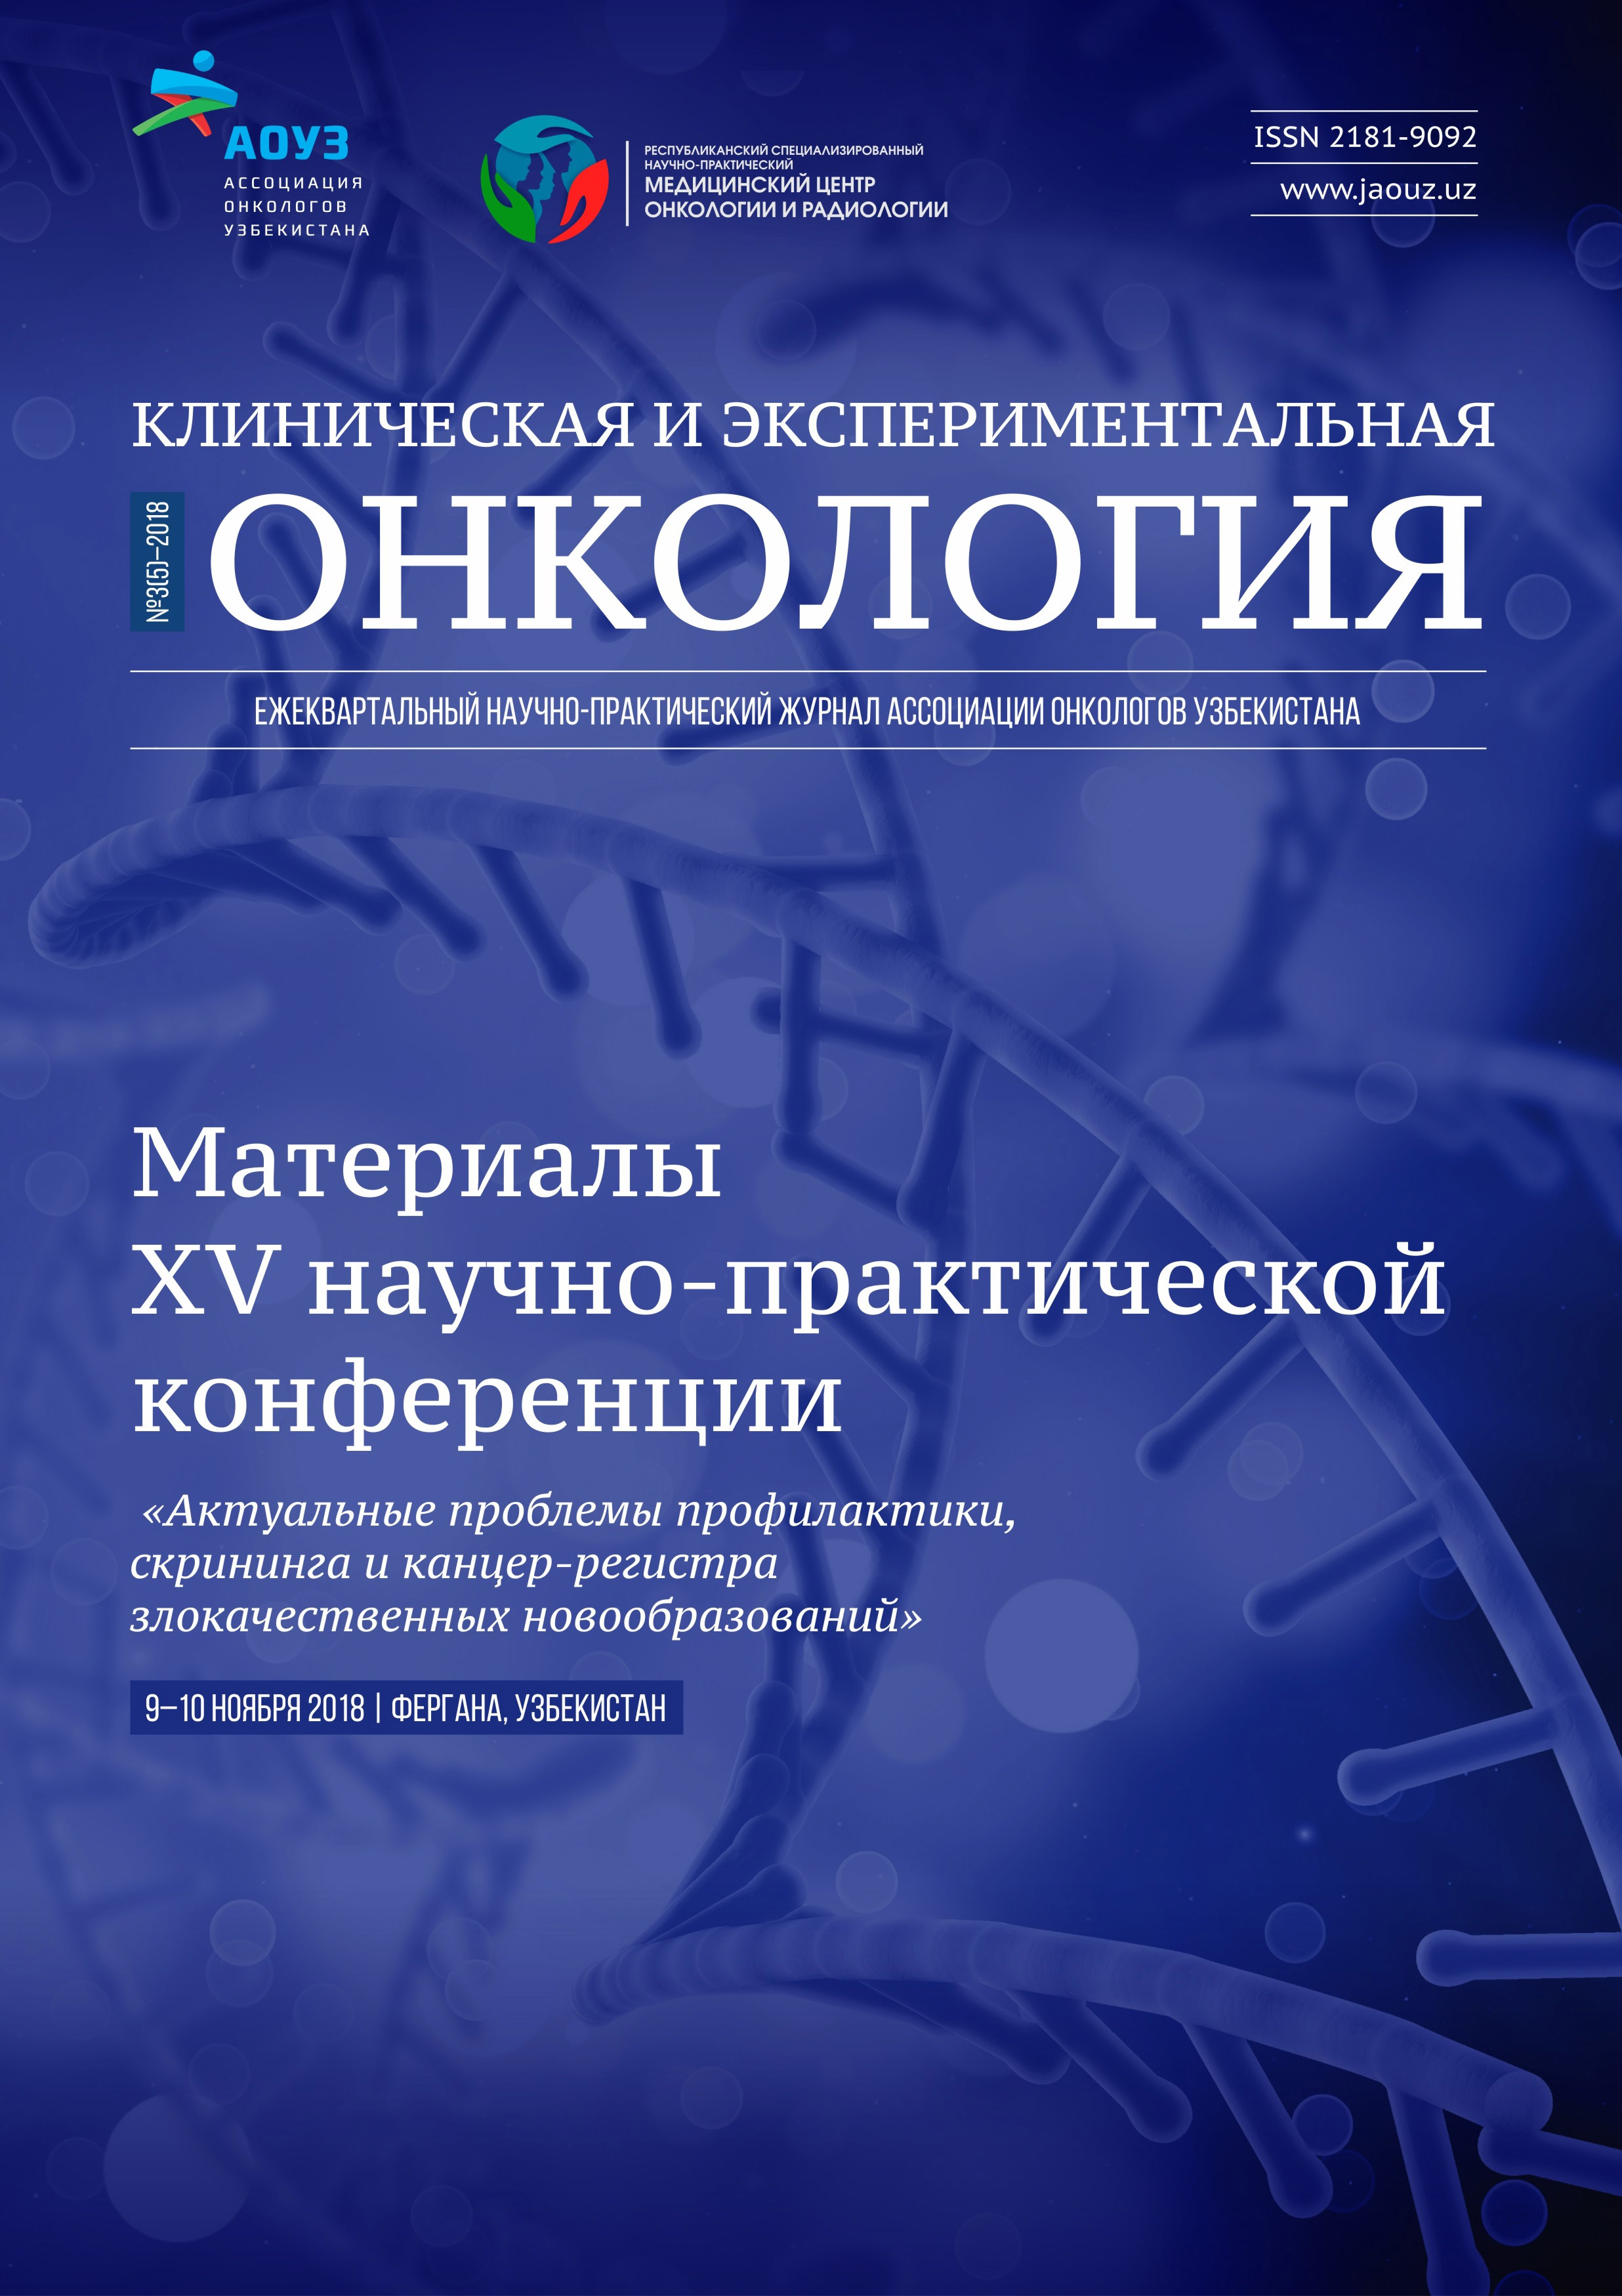 АОУЗ
АССОЦИАЦИЯ
ОНКОЛОГОВ
УЗБЕКИСТАНА
РЕСПУБЛИКАНСКИЙ СПЕЦИАЛИЗИРОВАННЫЙ
НАУЧНО-ПРАКТИЧЕСКИЙ
МЕДИЦИНСКИЙ ЦЕНТР
ОНКОЛОГИИ И РАДИОЛОГИИ
ISSN 2181-9092
www.jaouz.uz
КЛИНИЧЕСКАЯ И ЭКСПЕРИМЕНТАЛЬНАЯ
№3(5)–2018
ОНКОЛОГИЯ
ЕЖЕКВАРТАЛЬНЫЙ НАУЧНО-ПРАКТИЧЕСКИЙ ЖУРНАЛ АССОЦИАЦИИ ОНКОЛОГОВ УЗБЕКИСТАНА
Материалы
XV научно-практической
конференции
«Актуальные проблемы профилактики,
скрининга и канцер-регистра
злокачественных новообразований»
9–10 НОЯБРЯ 2018 | ФЕРГАНА, УЗБЕКИСТАН